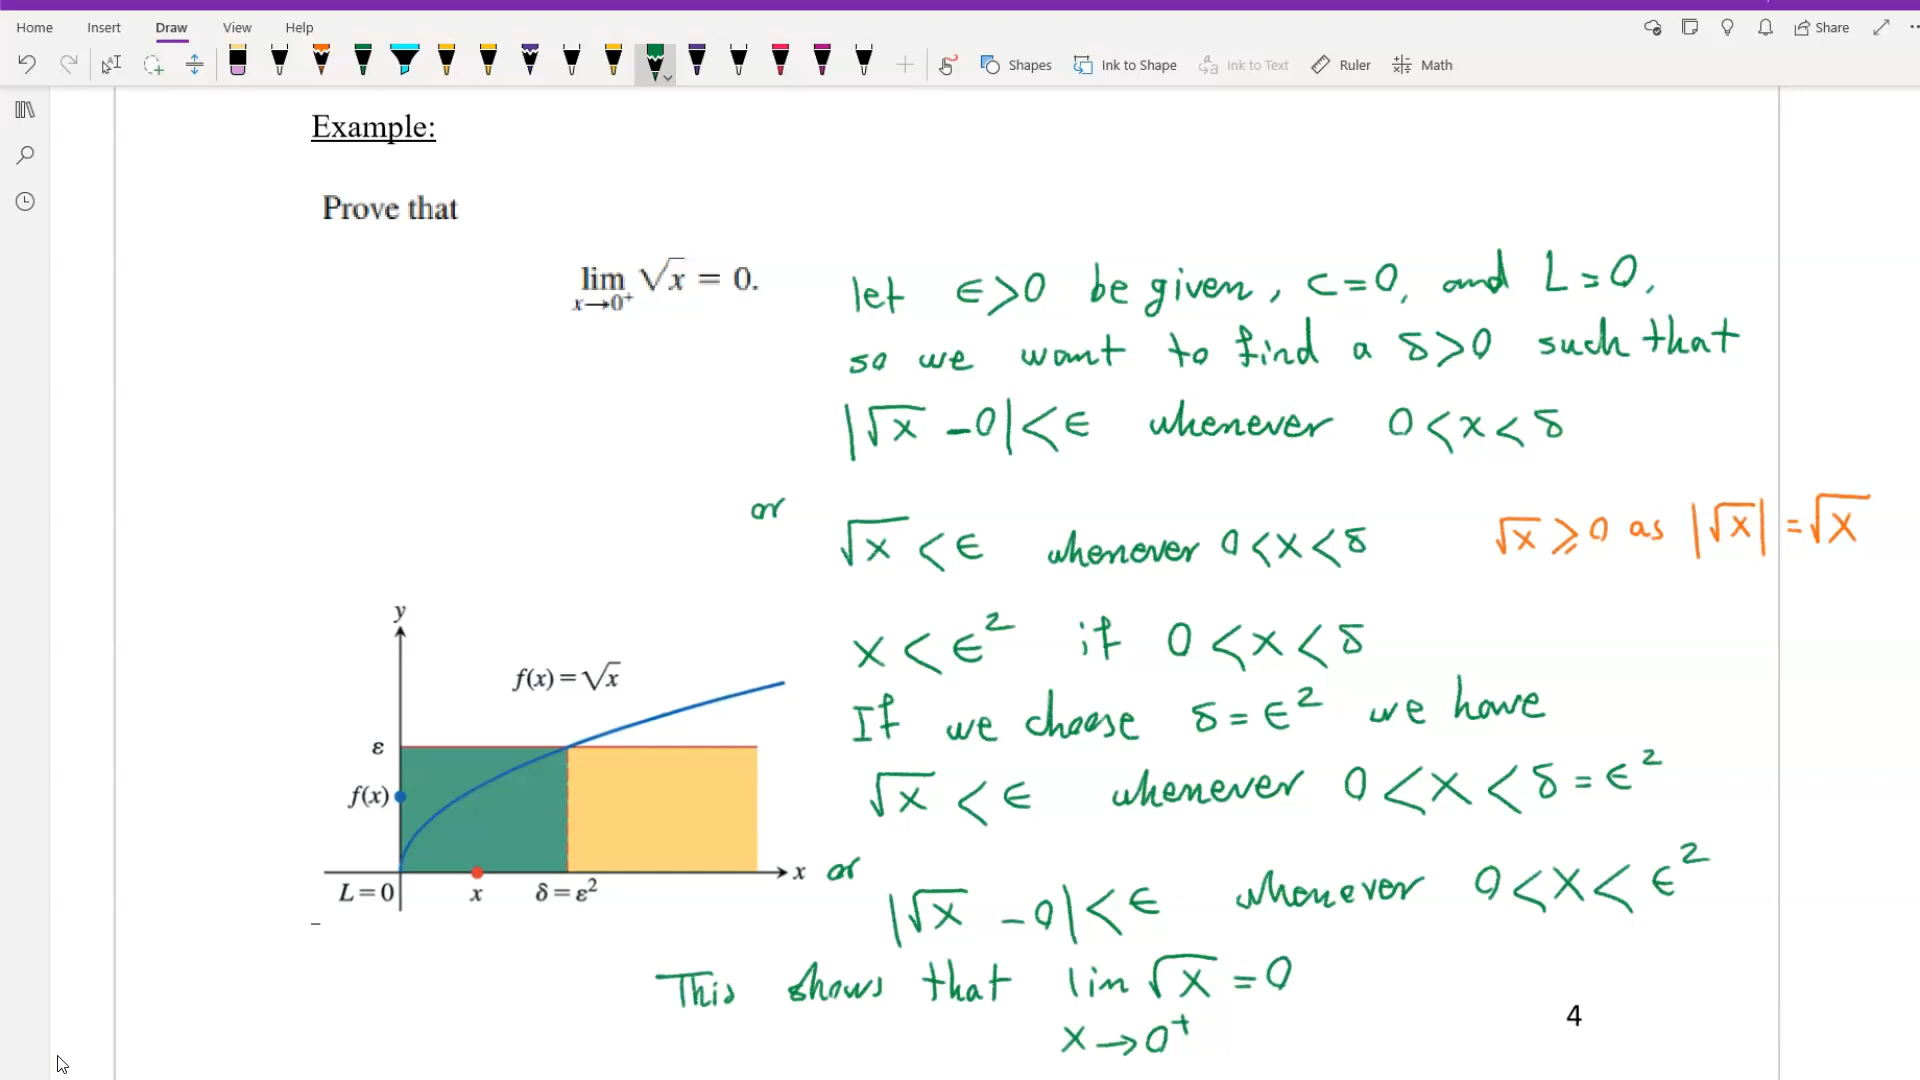 Home Insert Draw View Help Share
Shapes Ink to Shape Ink to Text Ruler Math
Example:
Prove that
lim √x = 0.
x→0⁺
let ϵ>0 be given, c=0, and L=0,
so we want to find a δ>0 such that
|√x −0|<ϵ whenever 0<x<δ
or
√x <ϵ whenever 0<x<δ
√x ⩾ 0 as |√x| = √x
x<ϵ² if 0<x<δ
If we choose δ=ϵ² we have
√x <ϵ whenever 0<x<δ=ϵ²
or
|√x −0|<ϵ whenever 0<x<ϵ²
This shows that lim √x = 0
x→0⁺
y
f(x)=√x
ε
f(x)
x
L=0 x δ=ε²
4